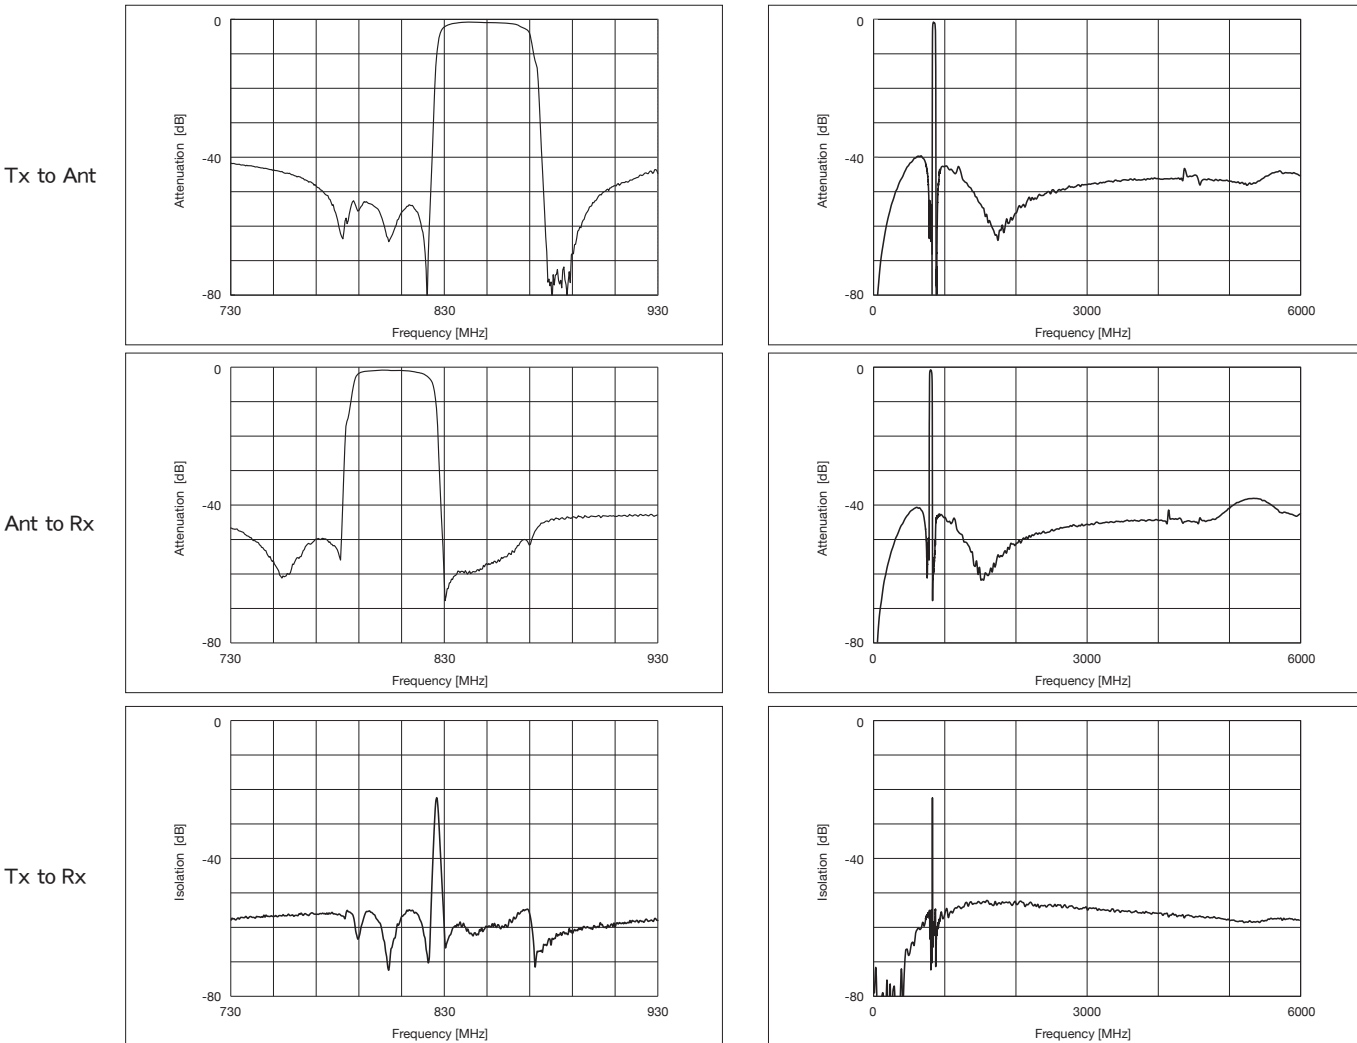 Tx to Ant
0
-40
-80
Attenuation [dB]
730
830
930
Frequency [MHz]
0
-40
-80
Attenuation [dB]
0
3000
6000
Frequency [MHz]
Ant to Rx
0
-40
-80
Attenuation [dB]
730
830
930
Frequency [MHz]
0
-40
-80
Attenuation [dB]
0
3000
6000
Frequency [MHz]
Tx to Rx
0
-40
-80
Isolation [dB]
730
830
930
Frequency [MHz]
0
-40
-80
Isolation [dB]
0
3000
6000
Frequency [MHz]